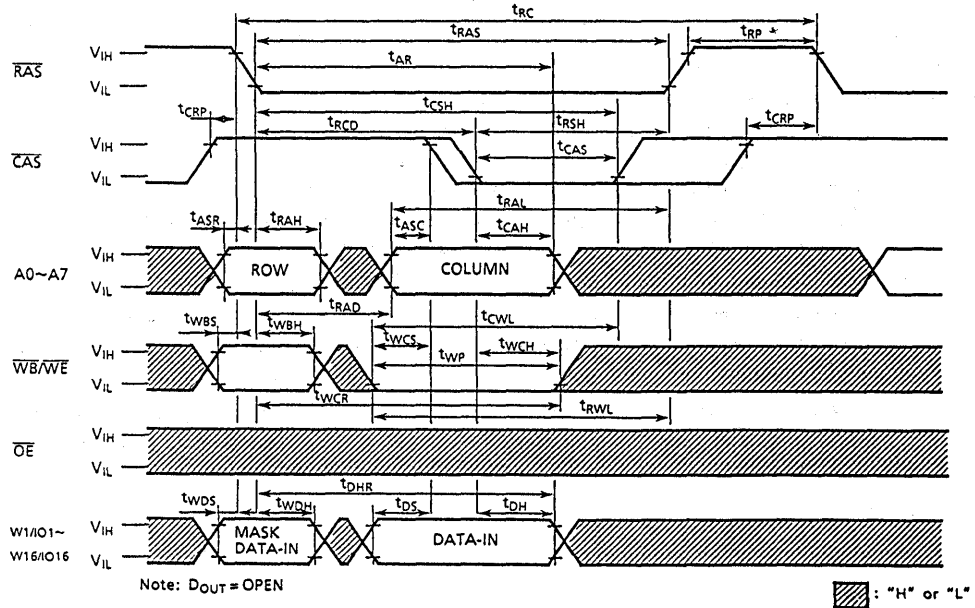 tRC
tRAS
tRP
tAR
RAS
VIH
VIL
tCRP
tCSH
tRCD
tRSH
tCRP
CAS
VIH
VIL
tCAS
tRAL
tASR
tRAH
tASC
tCAH
A0~A7
VIH
VIL
ROW
COLUMN
tRAD
tCWL
tWBS
tWBH
tWCS
tWCH
tWP
WB/WE
VIH
VIL
tWCR
tRWL
OE
VIH
VIL
tDHR
tWDS
tWDH
tDS
tDH
W1/IO1~
W16/IO16
VIH
VIL
MASK
DATA-IN
DATA-IN
Note: DOUT = OPEN
: "H" or "L"